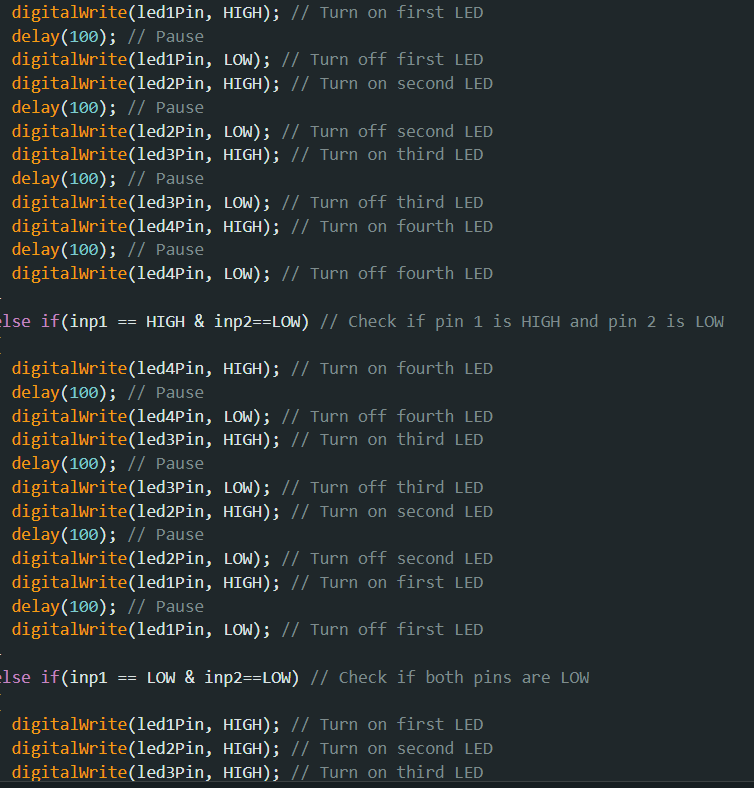 digitalWrite(led1Pin, HIGH); // Turn on first LED
delay(100); // Pause
digitalWrite(led1Pin, LOW); // Turn off first LED
digitalWrite(led2Pin, HIGH); // Turn on second LED
delay(100); // Pause
digitalWrite(led2Pin, LOW); // Turn off second LED
digitalWrite(led3Pin, HIGH); // Turn on third LED
delay(100); // Pause
digitalWrite(led3Pin, LOW); // Turn off third LED
digitalWrite(led4Pin, HIGH); // Turn on fourth LED
delay(100); // Pause
digitalWrite(led4Pin, LOW); // Turn off fourth LED
else if(inp1 == HIGH & inp2==LOW) // Check if pin 1 is HIGH and pin 2 is LOW
digitalWrite(led4Pin, HIGH); // Turn on fourth LED
delay(100); // Pause
digitalWrite(led4Pin, LOW); // Turn off fourth LED
digitalWrite(led3Pin, HIGH); // Turn on third LED
delay(100); // Pause
digitalWrite(led3Pin, LOW); // Turn off third LED
digitalWrite(led2Pin, HIGH); // Turn on second LED
delay(100); // Pause
digitalWrite(led2Pin, LOW); // Turn off second LED
digitalWrite(led1Pin, HIGH); // Turn on first LED
delay(100); // Pause
digitalWrite(led1Pin, LOW); // Turn off first LED
else if(inp1 == LOW & inp2==LOW) // Check if both pins are LOW
digitalWrite(led1Pin, HIGH); // Turn on first LED
digitalWrite(led2Pin, HIGH); // Turn on second LED
digitalWrite(led3Pin, HIGH); // Turn on third LED